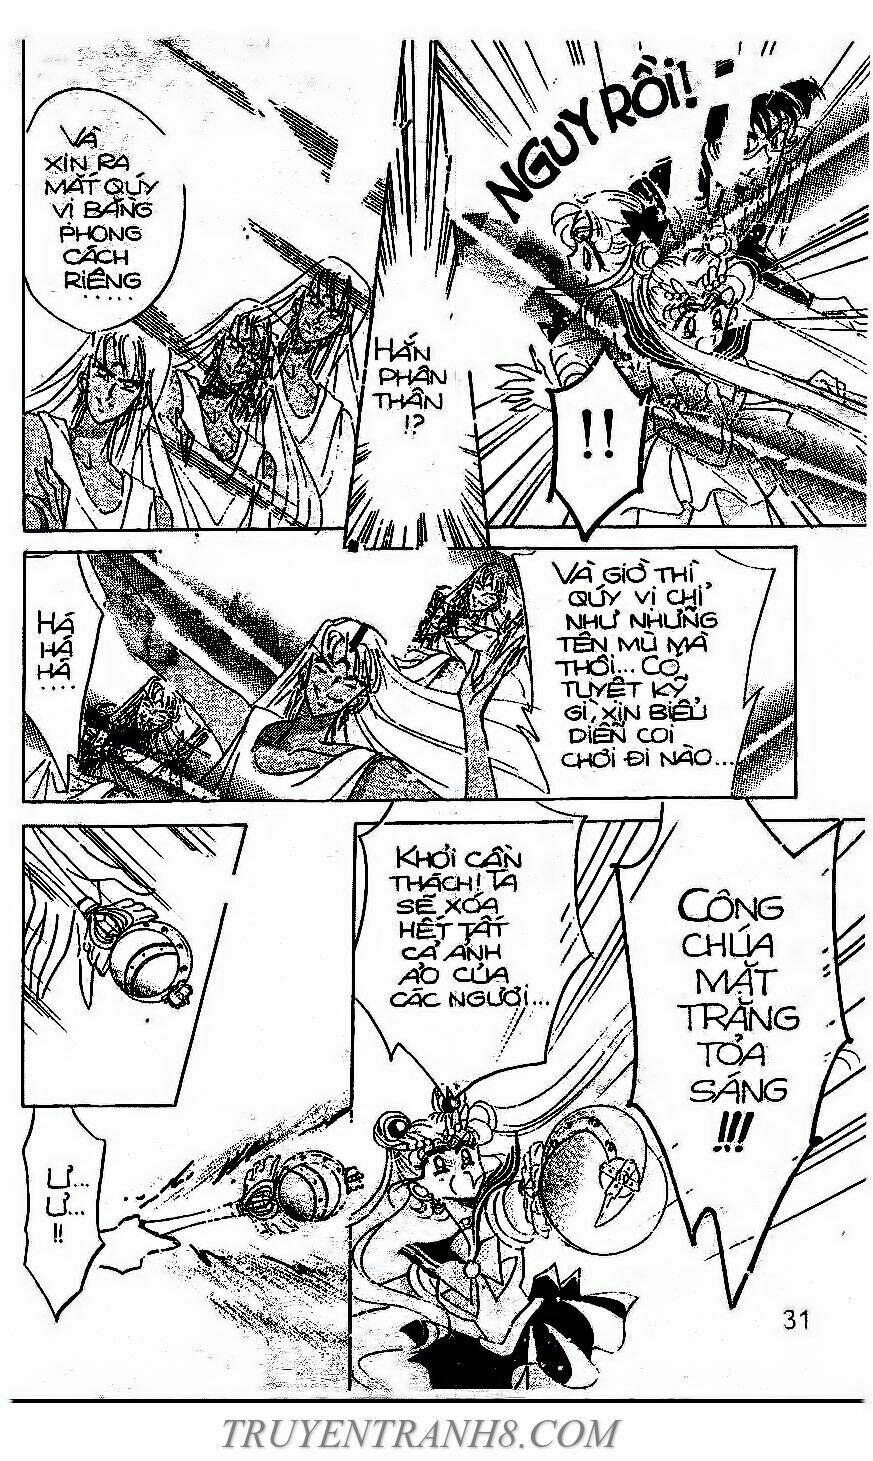 VÀ
XIN RA
MẮT QÚY
VỊ BẰNG
PHONG
CÁCH
RIÊNG
.....
HẮN
PHÂN
THÂN
!?
NGUY RỒI!
!!
HÁ
HÁ
HÁ
....
VÀ GIỜ THÌ
QÚY VỊ CHỈ
NHƯ NHỮNG
TÊN MÙ MÀ
THÔI... CÓ
TUYỆT KỸ
GÌ, XIN BIỂU
DIỄN COI
CHƠI ĐI NÀO...
KHỎI CẦN
THÁCH! TA
SẼ XÓA
HẾT TẤT
CẢ ẢNH
ẢO CỦA
CÁC NGƯƠI...
CÔNG
CHÚA
MẶT
TRĂNG
TỎA
SÁNG
!!!
Ư....
Ư...
!!
31
TRUYENTRANH8.COM